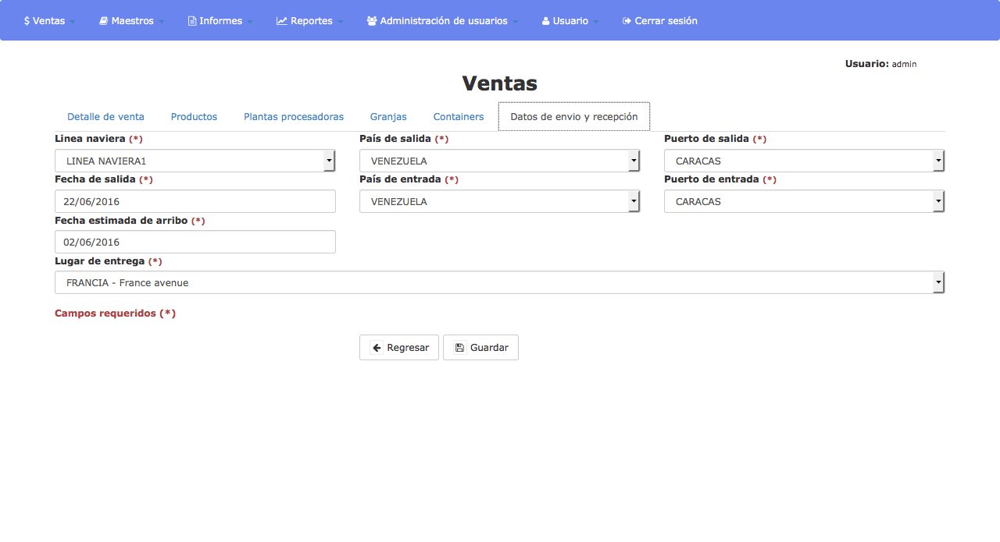 $ Ventas Maestros Informes Reportes Administración de usuarios Usuario Cerrar sesión
Usuario: admin
Ventas
Detalle de venta Productos Plantas procesadoras Granjas Containers Datos de envio y recepción
Linea naviera (*) País de salida (*) Puerto de salida (*)
LINEA NAVIERA1 VENEZUELA CARACAS
Fecha de salida (*) País de entrada (*) Puerto de entrada (*)
22/06/2016 VENEZUELA CARACAS
Fecha estimada de arribo (*)
02/06/2016
Lugar de entrega (*)
FRANCIA - France avenue
Campos requeridos (*)
Regresar Guardar